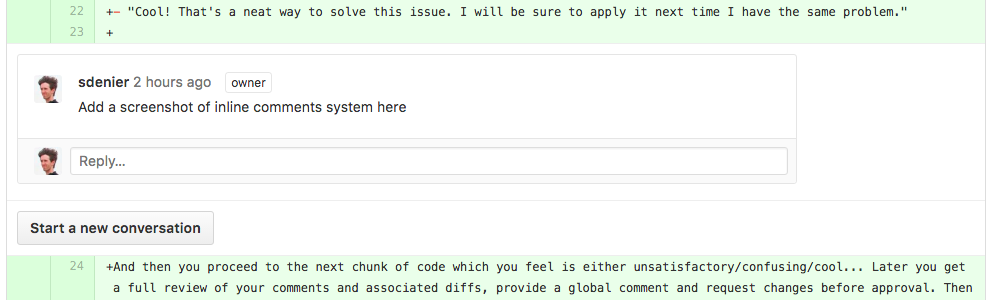 22 +— "Cool! That's a neat way to solve this issue. I will be sure to apply it next time I have the same problem."
23 +
sdenier 2 hours ago owner
Add a screenshot of inline comments system here
Reply...
Start a new conversation
24 +And then you proceed to the next chunk of code which you feel is either unsatisfactory/confusing/cool... Later you get
a full review of your comments and associated diffs, provide a global comment and request changes before approval. Then